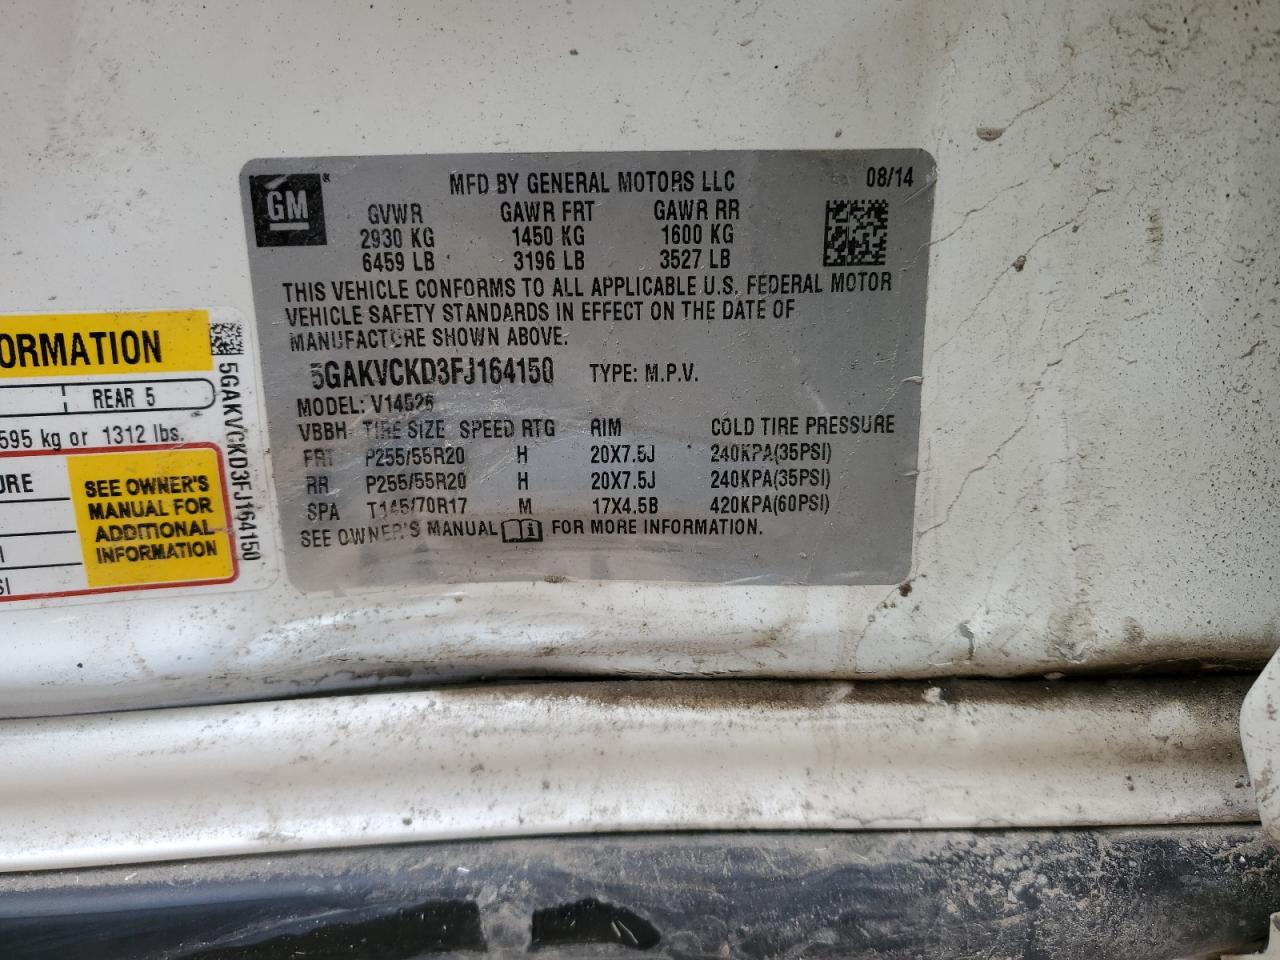 GM ®
MFD BY GENERAL MOTORS LLC 08/14
GVWR GAWR FRT GAWR RR
2930 KG 1450 KG 1600 KG
6459 LB 3196 LB 3527 LB
THIS VEHICLE CONFORMS TO ALL APPLICABLE U.S. FEDERAL MOTOR
VEHICLE SAFETY STANDARDS IN EFFECT ON THE DATE OF
MANUFACTURE SHOWN ABOVE.
5GAKVCKD3FJ164150 TYPE: M.P.V.
MODEL: V14526
VBBH TIRE SIZE SPEED RTG RIM COLD TIRE PRESSURE
FRT P255/55R20 H 20X7.5J 240KPA(35PSI)
RR P255/55R20 H 20X7.5J 240KPA(35PSI)
SPA T145/70R17 M 17X4.5B 420KPA(60PSI)
SEE OWNER'S MANUAL FOR MORE INFORMATION.
ORMATION
REAR 5
595 kg or 1312 lbs.
URE
SI
SEE OWNER'S
MANUAL FOR
ADDITIONAL
INFORMATION
5GAKVCKD3FJ164150